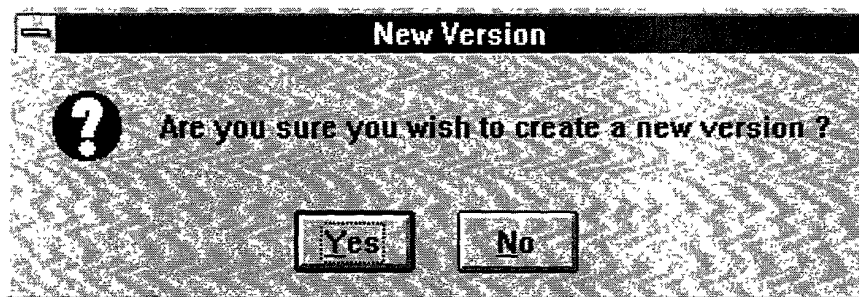 New Version
Are you sure you wish to create a new version ?
Yes
No